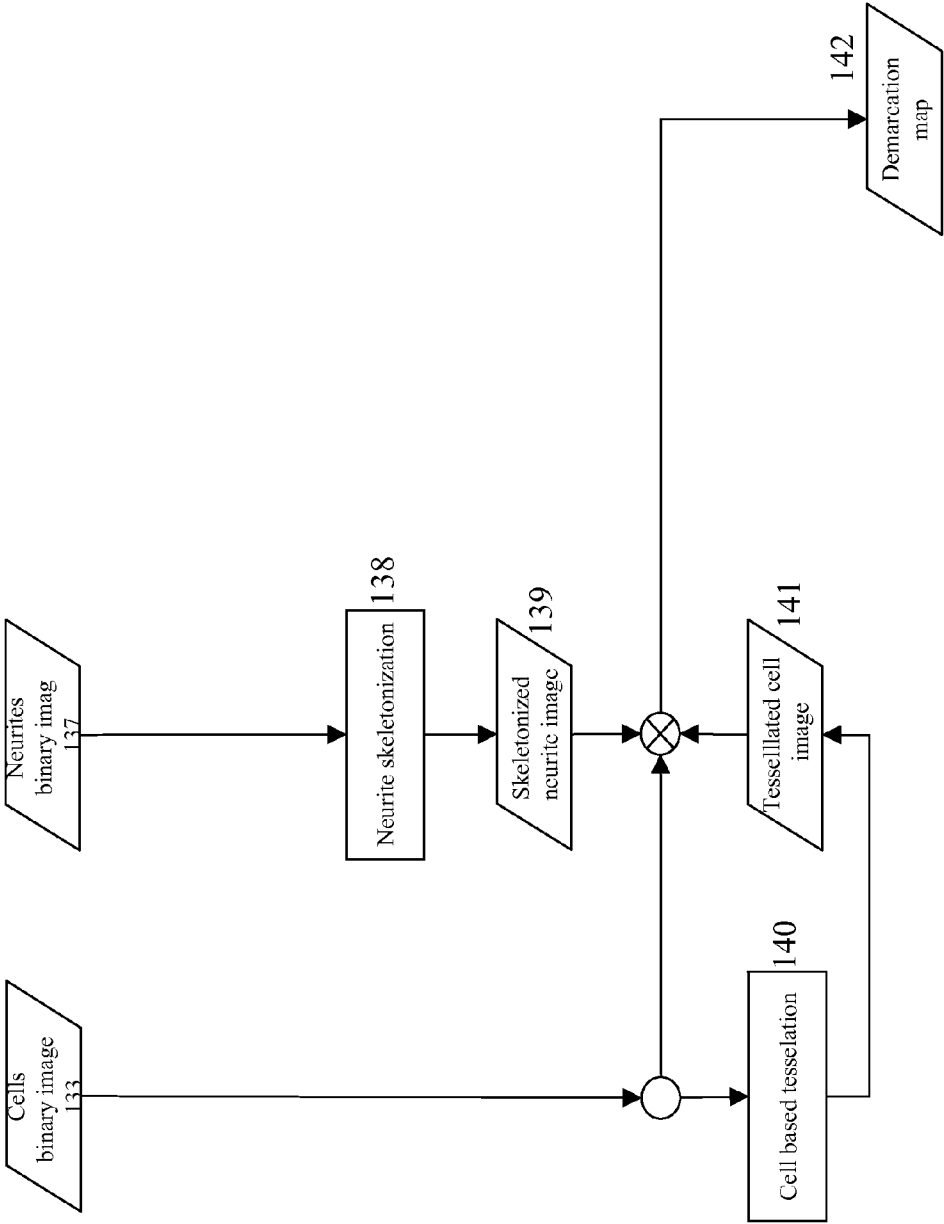 Cells
binary image
133
Neurites
binary imag
137
Neurite skeletonization
138
Skeletonized
neurite image
139
Cell based tesselation
140
Tesselllated cell
image
141
Demarcation
map
142